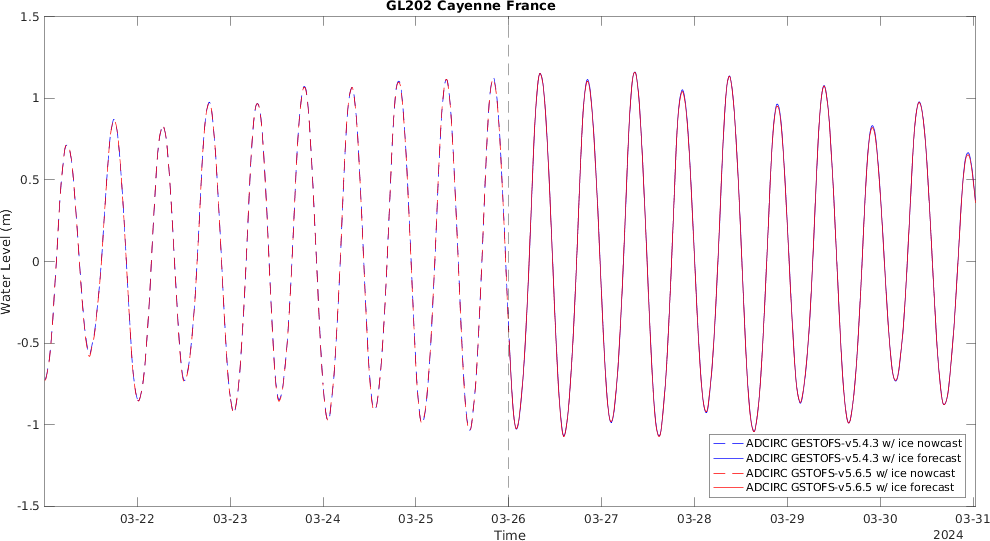 GL202 Cayenne France
1.5
1
0.5
0
-0.5
-1
-1.5
Water Level (m)
03-22
03-23
03-24
03-25
03-26
03-27
03-28
03-29
03-30
03-31
Time
2024
ADCIRC GESTOFS-v5.4.3 w/ ice nowcast
ADCIRC GESTOFS-v5.4.3 w/ ice forecast
ADCIRC GSTOFS-v5.6.5 w/ ice nowcast
ADCIRC GSTOFS-v5.6.5 w/ ice forecast